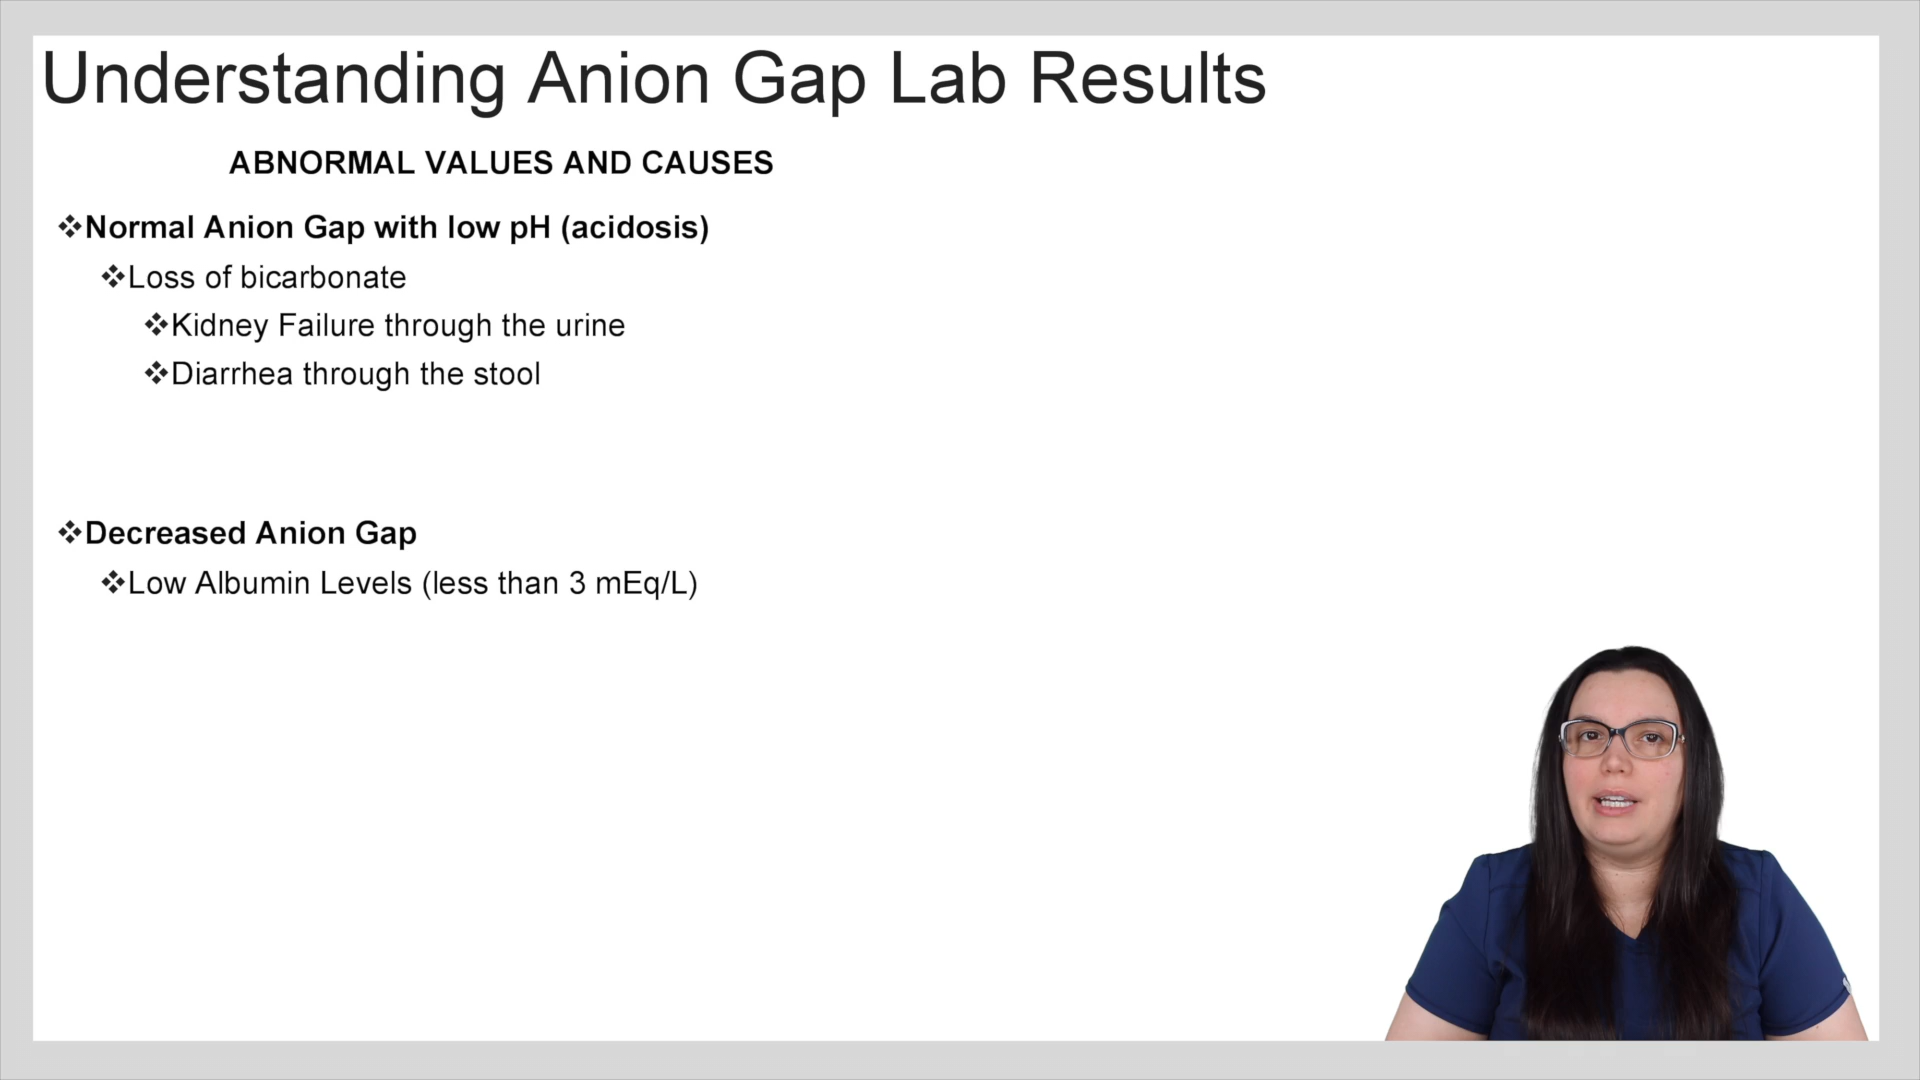 Understanding Anion Gap Lab Results
ABNORMAL VALUES AND CAUSES
❖Normal Anion Gap with low pH (acidosis)
❖Loss of bicarbonate
❖Kidney Failure through the urine
❖Diarrhea through the stool
❖Decreased Anion Gap
❖Low Albumin Levels (less than 3 mEq/L)